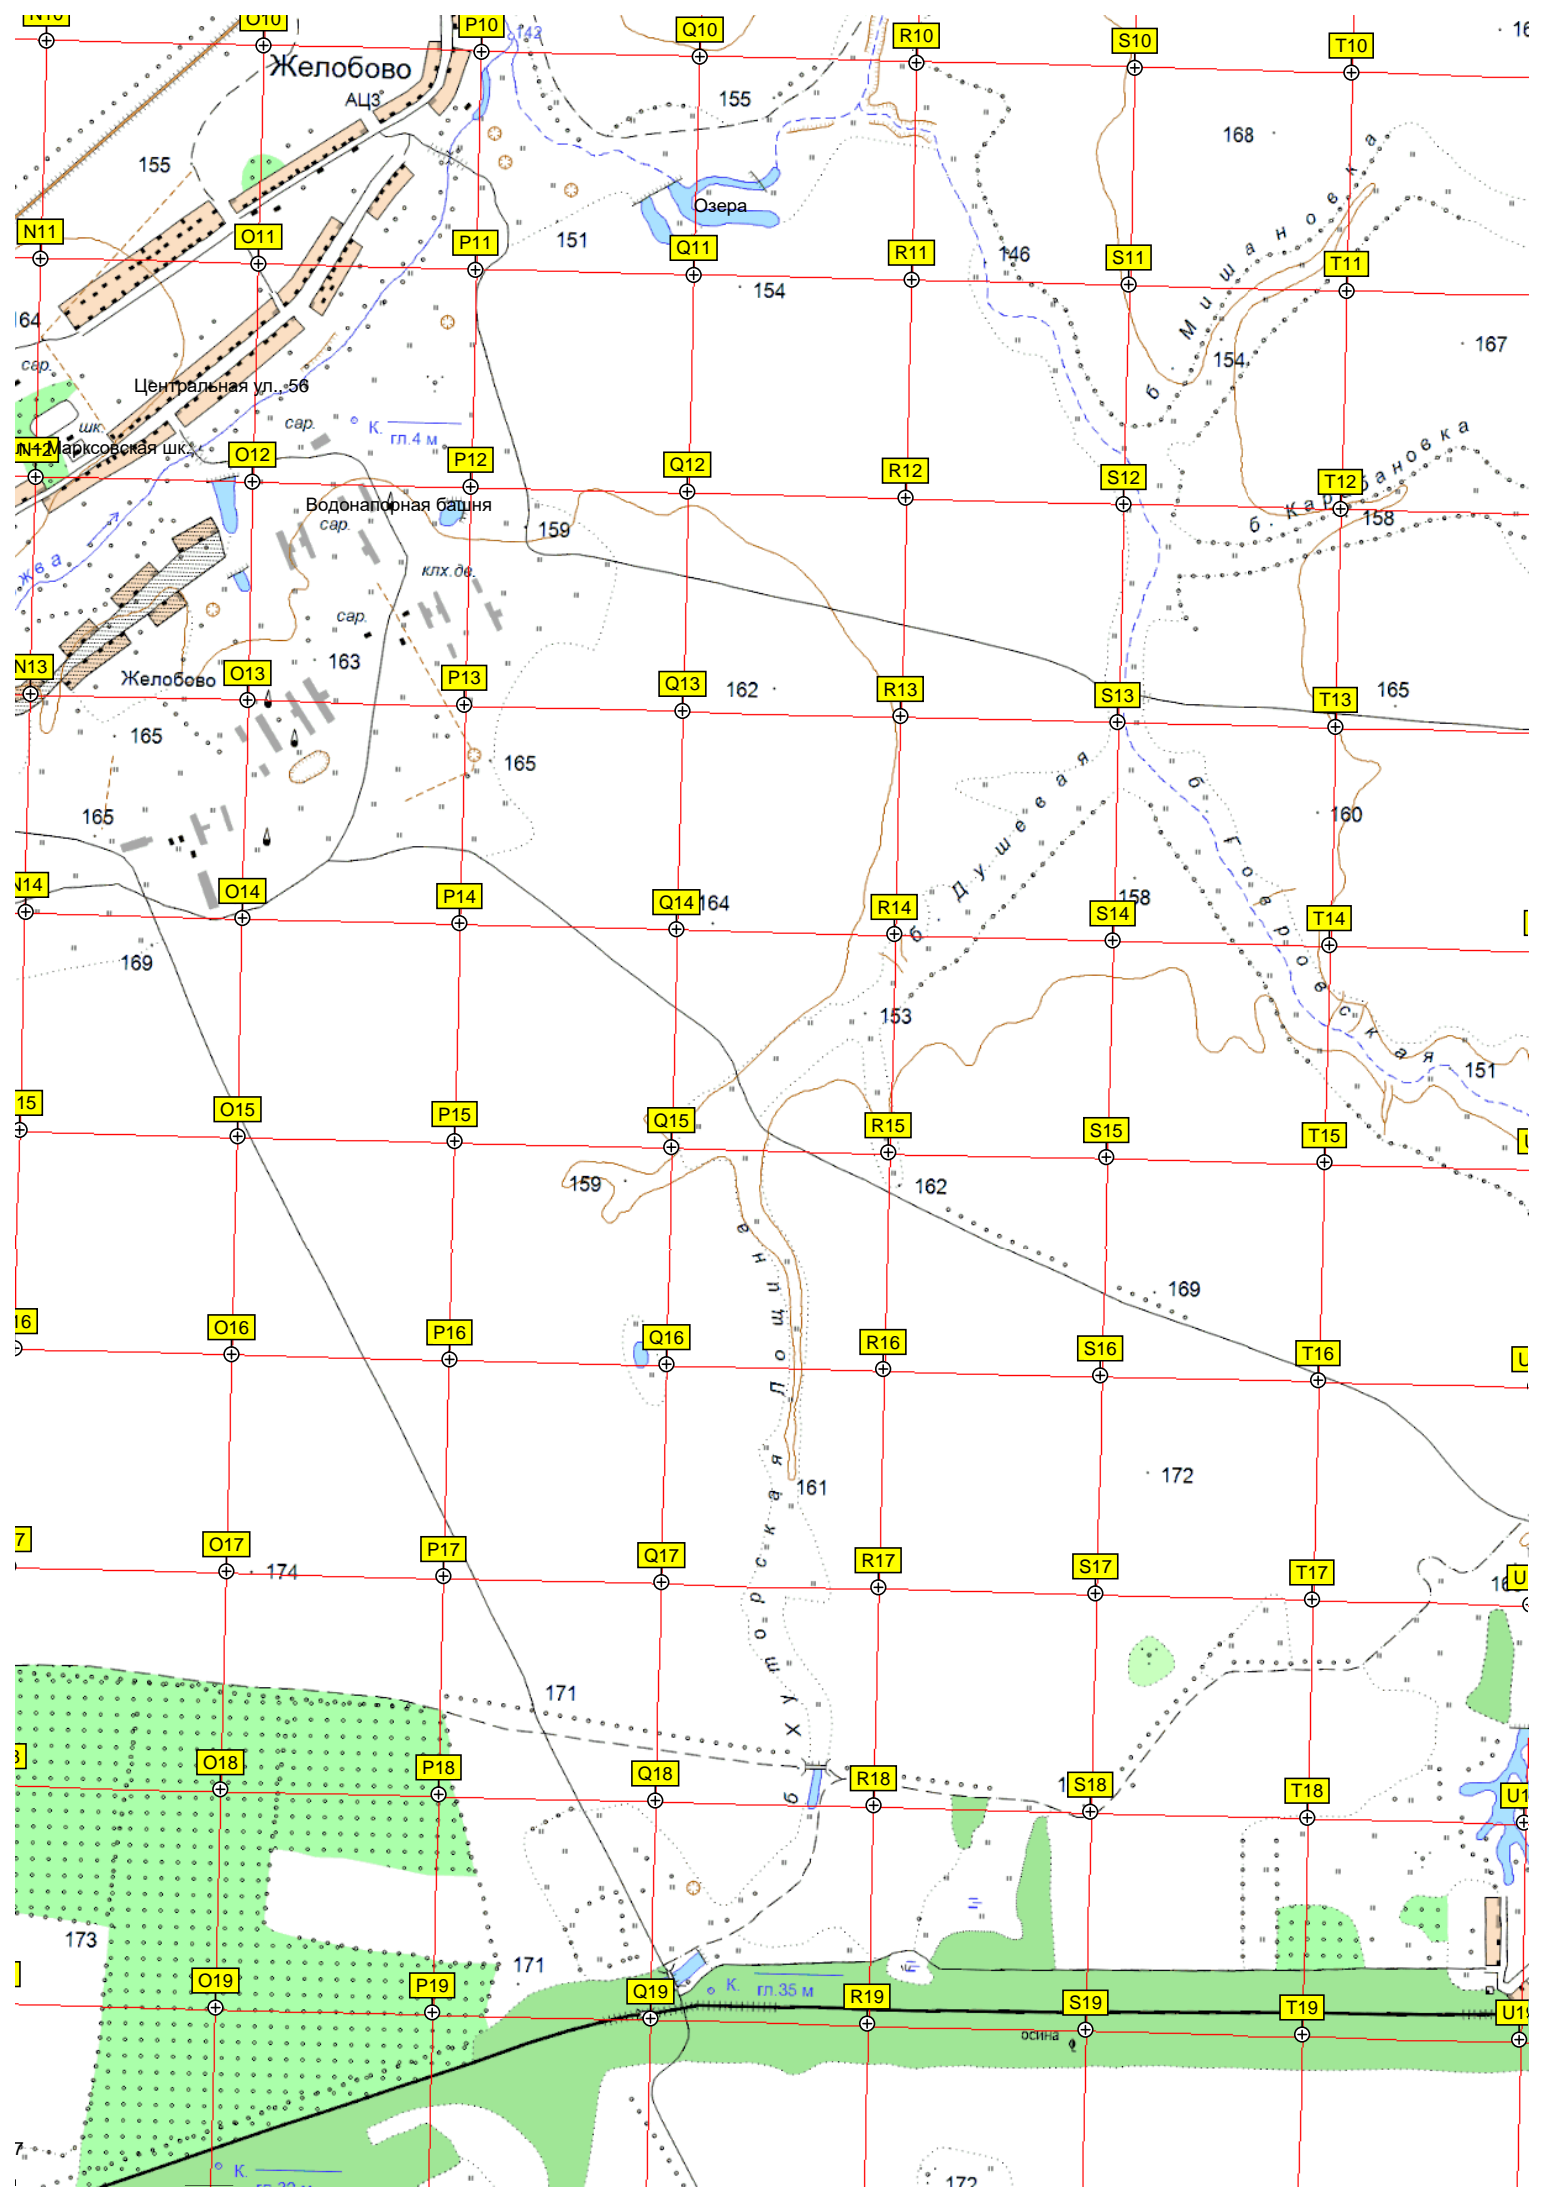 N10
O10
P10
142
Q10
R10
S10
T10
Желобово
АЦЗ
155
168
155
Озера
N11
O11
P11
151
Q11
154
R11
146
S11
T11
б. Мишановка
164
сар.
154
167
Центральная ул., 56
сар.
К.
гл.4 м
шк.
Марксовская шк.
N12
O12
P12
Q12
R12
S12
T12
б. Карабановка
158
Водонапорная башня
сар.
159
жва
клх.дв.
сар.
163
N13
Желобово
O13
P13
Q13
162
R13
S13
T13
165
165
165
165
160
б. Душевая
б. Гоаровская
N14
O14
P14
Q14
164
R14
158
S14
T14
169
153
151
15
O15
P15
Q15
R15
S15
T15
159
162
169
16
O16
P16
Q16
R16
S16
T16
U
б. Хуторская Лощина
161
172
7
O17
174
P17
Q17
R17
S17
T17
U
171
O18
P18
Q18
R18
S18
T18
U1
173
171
O19
P19
Q19
К.
гл.35 м
R19
S19
T19
U19
осина
7
К.
172